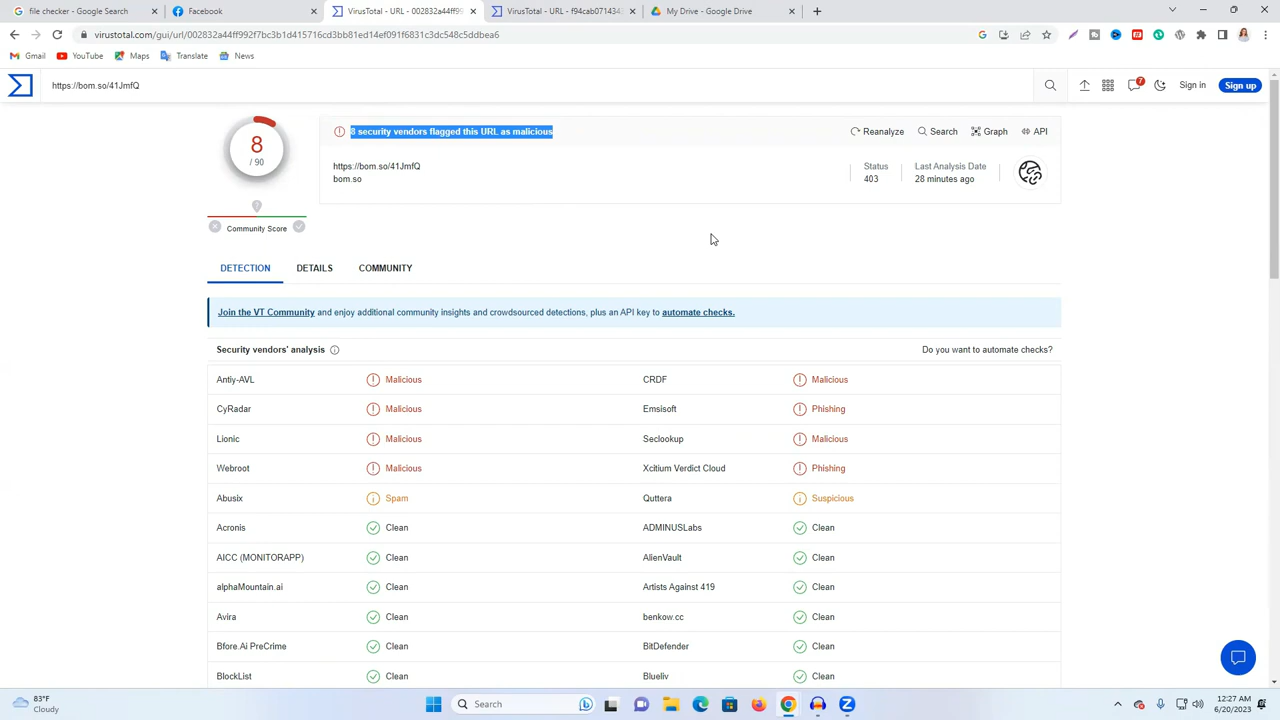 file checker - Google Search
Facebook
VirusTotal - URL - 002832a44ff99
VirusTotal - URL - f94cab071434
My Drive - Google Drive
virustotal.com/gui/url/002832a44ff992f7bc3b1d415716cd3bb81ed14ef091f6831c3dc548c5ddbea6
Gmail
YouTube
Maps
Translate
News
https://bom.so/41JmfQ
7
Sign in
Sign up
8
/ 90
Community Score
8 security vendors flagged this URL as malicious
Reanalyze
Search
Graph
API
https://bom.so/41JmfQ
bom.so
Status
403
Last Analysis Date
28 minutes ago
DETECTION
DETAILS
COMMUNITY
Join the VT Community and enjoy additional community insights and crowdsourced detections, plus an API key to automate checks.
Security vendors' analysis
Do you want to automate checks?
Antiy-AVL Malicious CRDF Malicious
CyRadar Malicious Emsisoft Phishing
Lionic Malicious Seclookup Malicious
Webroot Malicious Xcitium Verdict Cloud Phishing
Abusix Spam Quttera Suspicious
Acronis Clean ADMINUSLabs Clean
AICC (MONITORAPP) Clean AlienVault Clean
alphaMountain.ai Clean Artists Against 419 Clean
Avira Clean benkow.cc Clean
Bfore.Ai PreCrime Clean BitDefender Clean
BlockList Clean Blueliv Clean
83°F
Cloudy
Search
12:27 AM
6/20/2023